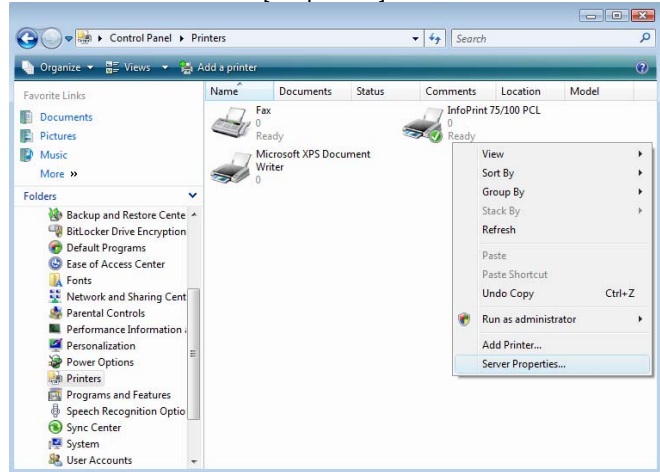 Control Panel ▸ Printers
Search
Organize Views Add a printer
Favorite Links
Documents
Pictures
Music
More »
Folders
Backup and Restore Cente
BitLocker Drive Encryption
Default Programs
Ease of Access Center
Fonts
Network and Sharing Cent
Parental Controls
Performance Information
Personalization
Power Options
Printers
Programs and Features
Speech Recognition Optio
Sync Center
System
User Accounts
Name Documents Status Comments Location Model
Fax
0
Ready
InfoPrint 75/100 PCL
0
Ready
Microsoft XPS Document
Writer
0
View
Sort By
Group By
Stack By
Refresh
Paste
Paste Shortcut
Undo Copy Ctrl+Z
Run as administrator
Add Printer...
Server Properties...